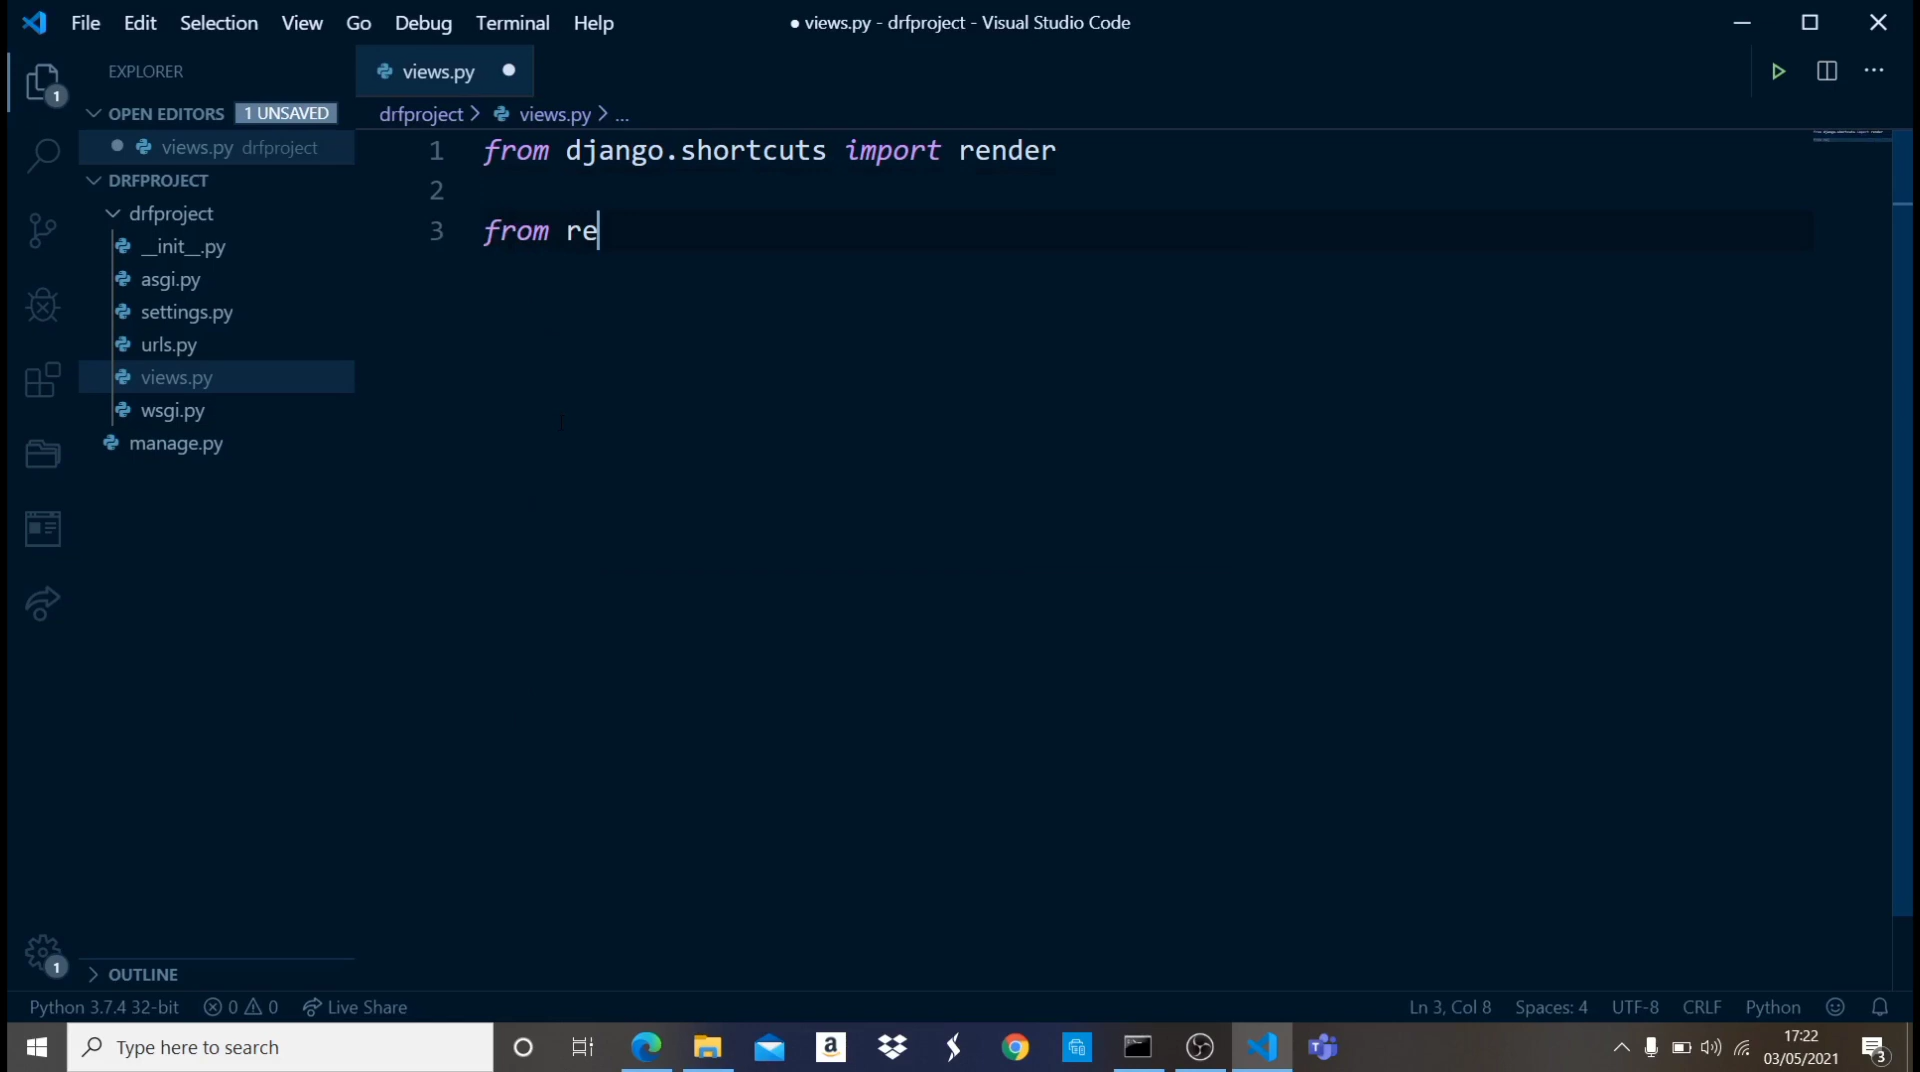 File Edit Selection View Go Debug Terminal Help
● views.py - drfproject - Visual Studio Code
EXPLORER
views.py
OPEN EDITORS 1 UNSAVED
drfproject > views.py > ...
views.py drfproject
1 from django.shortcuts import render
DRFPROJECT
2
drfproject
3 from re
__init__.py
asgi.py
settings.py
urls.py
views.py
wsgi.py
manage.py
1
1
OUTLINE
Python 3.7.4 32-bit 0 0 Live Share
Ln 3, Col 8 Spaces: 4 UTF-8 CRLF Python
Type here to search
a
17:22
03/05/2021
3